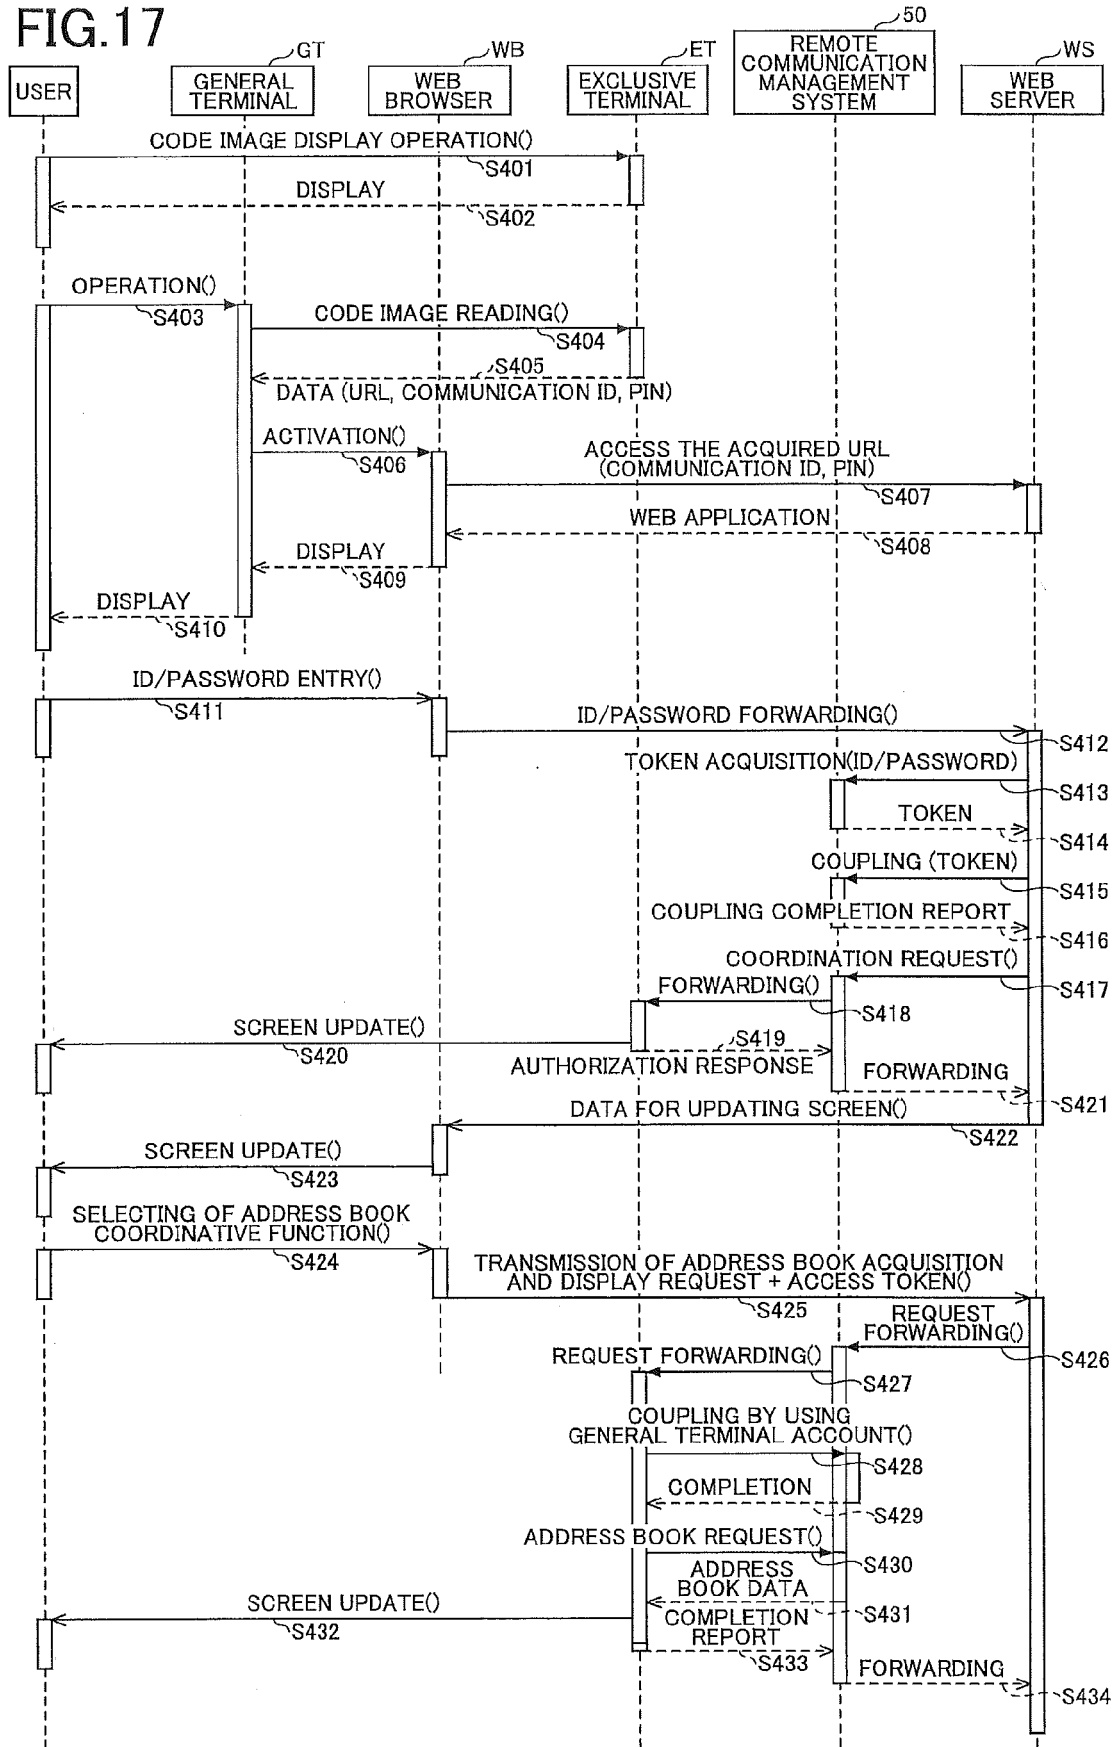 FIG.17
GT
WB
ET
50
WS
USER
GENERAL
TERMINAL
WEB
BROWSER
EXCLUSIVE
TERMINAL
REMOTE
COMMUNICATION
MANAGEMENT
SYSTEM
WEB
SERVER
CODE IMAGE DISPLAY OPERATION()
S401
DISPLAY
S402
OPERATION()
S403
CODE IMAGE READING()
S404
S405
DATA (URL, COMMUNICATION ID, PIN)
ACTIVATION()
S406
ACCESS THE ACQUIRED URL
(COMMUNICATION ID, PIN)
S407
WEB APPLICATION
S408
DISPLAY
S409
DISPLAY
S410
ID/PASSWORD ENTRY()
S411
ID/PASSWORD FORWARDING()
S412
TOKEN ACQUISITION(ID/PASSWORD)
S413
TOKEN
S414
COUPLING (TOKEN)
S415
COUPLING COMPLETION REPORT
S416
COORDINATION REQUEST()
S417
FORWARDING()
S418
SCREEN UPDATE()
S420
S419
AUTHORIZATION RESPONSE
FORWARDING
S421
DATA FOR UPDATING SCREEN()
S422
SCREEN UPDATE()
S423
SELECTING OF ADDRESS BOOK
COORDINATIVE FUNCTION()
S424
TRANSMISSION OF ADDRESS BOOK ACQUISITION
AND DISPLAY REQUEST + ACCESS TOKEN()
S425
REQUEST
FORWARDING()
S426
REQUEST FORWARDING()
S427
COUPLING BY USING
GENERAL TERMINAL ACCOUNT()
S428
COMPLETION
S429
ADDRESS BOOK REQUEST()
S430
ADDRESS
BOOK DATA
S431
SCREEN UPDATE()
S432
COMPLETION
REPORT
S433
FORWARDING
S434